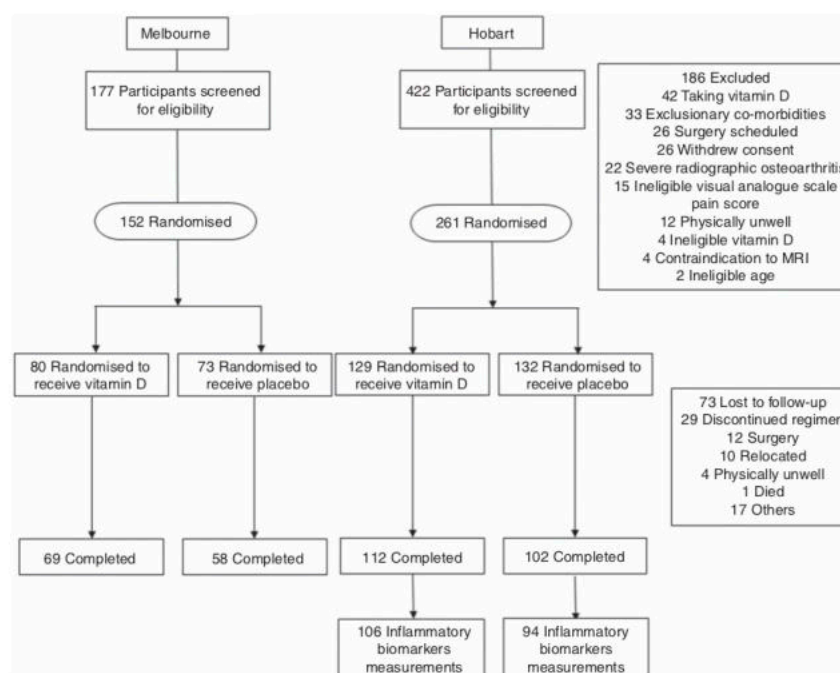 Melbourne
Hobart
177 Participants screened
for eligibility
422 Participants screened
for eligibility
186 Excluded
42 Taking vitamin D
33 Exclusionary co-morbidities
26 Surgery scheduled
26 Withdrew consent
22 Severe radiographic osteoarthritis
15 Ineligible visual analogue scale
pain score
12 Physically unwell
4 Ineligible vitamin D
4 Contraindication to MRI
2 Ineligible age
152 Randomised
261 Randomised
80 Randomised to
receive vitamin D
73 Randomised to
receive placebo
129 Randomised to
receive vitamin D
132 Randomised to
receive placebo
73 Lost to follow-up
29 Discontinued regimen
12 Surgery
10 Relocated
4 Physically unwell
1 Died
17 Others
69 Completed
58 Completed
112 Completed
102 Completed
106 Inflammatory
biomarkers
measurements
94 Inflammatory
biomarkers
measurements